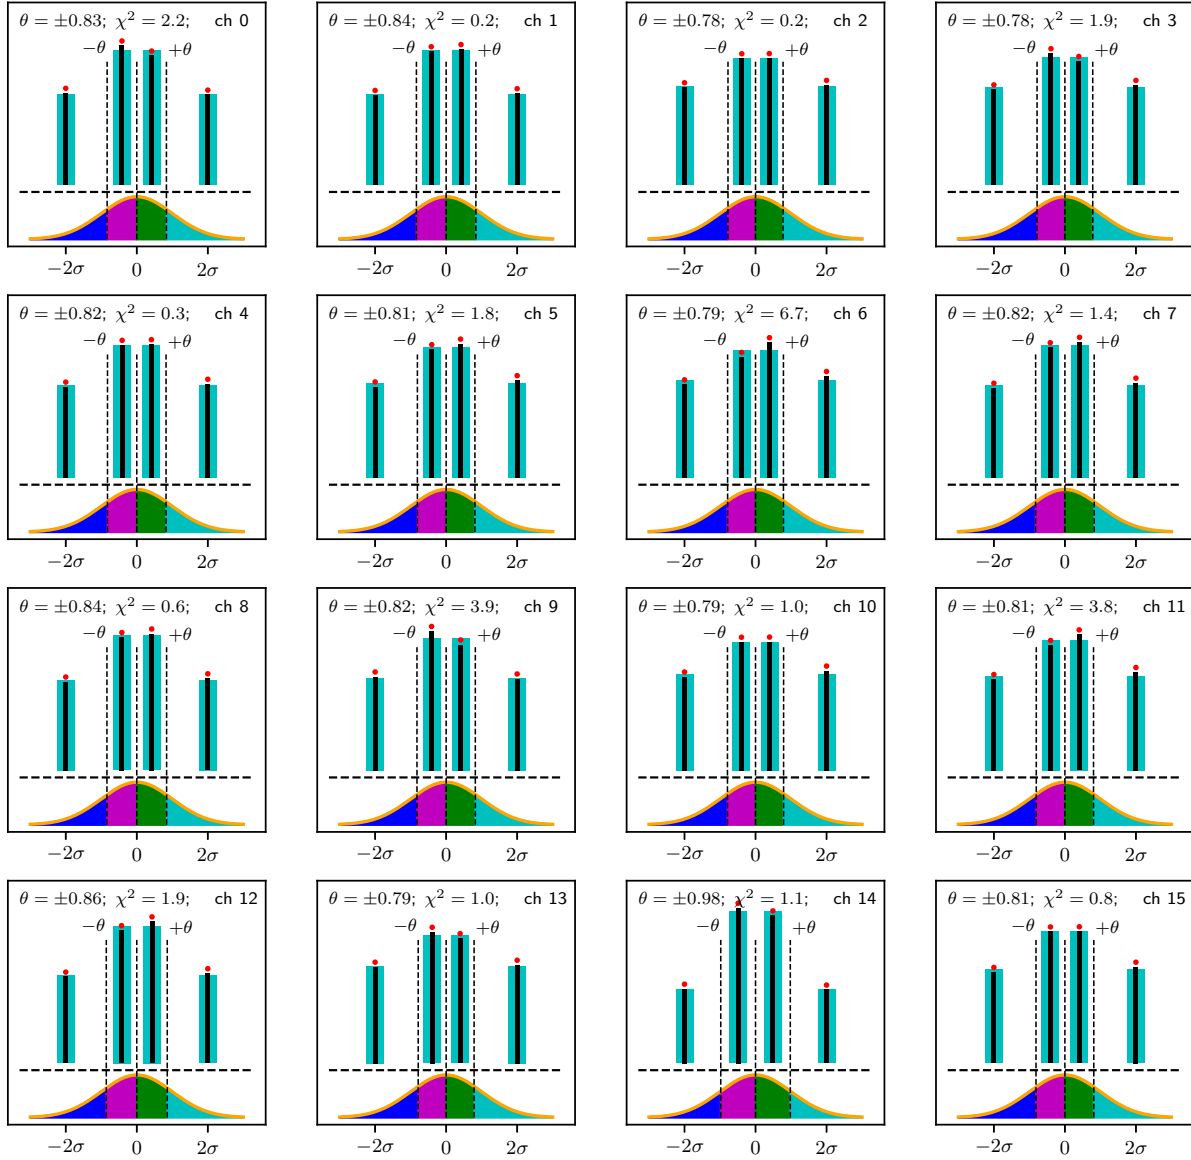 θ = ±0.83; χ² = 2.2; ch 0
−θ +θ
−2σ 0 2σ
θ = ±0.84; χ² = 0.2; ch 1
−θ +θ
−2σ 0 2σ
θ = ±0.78; χ² = 0.2; ch 2
−θ +θ
−2σ 0 2σ
θ = ±0.78; χ² = 1.9; ch 3
−θ +θ
−2σ 0 2σ
θ = ±0.82; χ² = 0.3; ch 4
−θ +θ
−2σ 0 2σ
θ = ±0.81; χ² = 1.8; ch 5
−θ +θ
−2σ 0 2σ
θ = ±0.79; χ² = 6.7; ch 6
−θ +θ
−2σ 0 2σ
θ = ±0.82; χ² = 1.4; ch 7
−θ +θ
−2σ 0 2σ
θ = ±0.84; χ² = 0.6; ch 8
−θ +θ
−2σ 0 2σ
θ = ±0.82; χ² = 3.9; ch 9
−θ +θ
−2σ 0 2σ
θ = ±0.79; χ² = 1.0; ch 10
−θ +θ
−2σ 0 2σ
θ = ±0.81; χ² = 3.8; ch 11
−θ +θ
−2σ 0 2σ
θ = ±0.86; χ² = 1.9; ch 12
−θ +θ
−2σ 0 2σ
θ = ±0.79; χ² = 1.0; ch 13
−θ +θ
−2σ 0 2σ
θ = ±0.98; χ² = 1.1; ch 14
−θ +θ
−2σ 0 2σ
θ = ±0.81; χ² = 0.8; ch 15
−θ +θ
−2σ 0 2σ